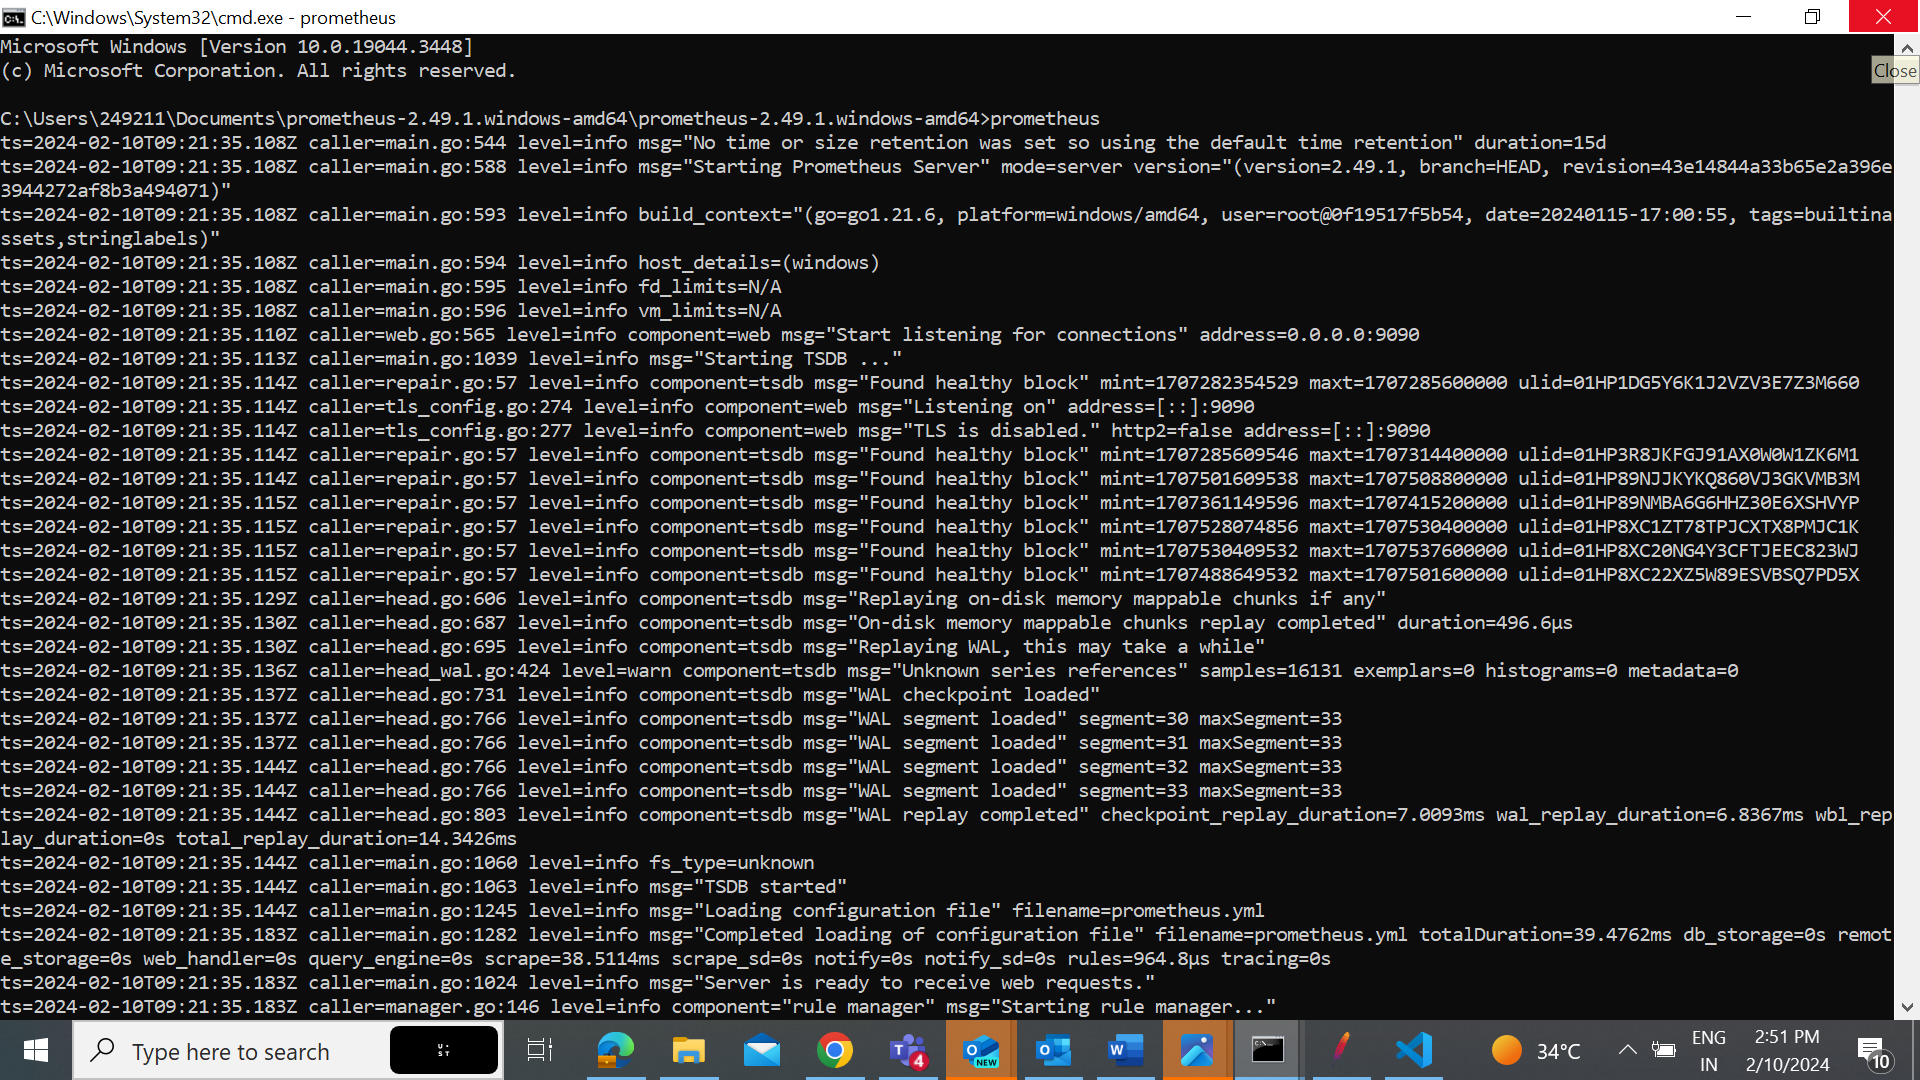 C:\Windows\System32\cmd.exe - prometheus
Microsoft Windows [Version 10.0.19044.3448]
(c) Microsoft Corporation. All rights reserved.
Close
C:\Users\249211\Documents\prometheus-2.49.1.windows-amd64\prometheus-2.49.1.windows-amd64>prometheus
ts=2024-02-10T09:21:35.108Z caller=main.go:544 level=info msg="No time or size retention was set so using the default time retention" duration=15d
ts=2024-02-10T09:21:35.108Z caller=main.go:588 level=info msg="Starting Prometheus Server" mode=server version="(version=2.49.1, branch=HEAD, revision=43e14844a33b65e2a396e
3944272af8b3a494071)"
ts=2024-02-10T09:21:35.108Z caller=main.go:593 level=info build_context="(go=go1.21.6, platform=windows/amd64, user=root@0f19517f5b54, date=20240115-17:00:55, tags=builtina
ssets,stringlabels)"
ts=2024-02-10T09:21:35.108Z caller=main.go:594 level=info host_details=(windows)
ts=2024-02-10T09:21:35.108Z caller=main.go:595 level=info fd_limits=N/A
ts=2024-02-10T09:21:35.108Z caller=main.go:596 level=info vm_limits=N/A
ts=2024-02-10T09:21:35.110Z caller=web.go:565 level=info component=web msg="Start listening for connections" address=0.0.0.0:9090
ts=2024-02-10T09:21:35.113Z caller=main.go:1039 level=info msg="Starting TSDB ..."
ts=2024-02-10T09:21:35.114Z caller=repair.go:57 level=info component=tsdb msg="Found healthy block" mint=1707282354529 maxt=1707285600000 ulid=01HP1DG5Y6K1J2VZV3E7Z3M660
ts=2024-02-10T09:21:35.114Z caller=tls_config.go:274 level=info component=web msg="Listening on" address=[::]:9090
ts=2024-02-10T09:21:35.114Z caller=tls_config.go:277 level=info component=web msg="TLS is disabled." http2=false address=[::]:9090
ts=2024-02-10T09:21:35.114Z caller=repair.go:57 level=info component=tsdb msg="Found healthy block" mint=1707285609546 maxt=1707314400000 ulid=01HP3R8JKFGJ91AX0W0W1ZK6M1
ts=2024-02-10T09:21:35.114Z caller=repair.go:57 level=info component=tsdb msg="Found healthy block" mint=1707501609538 maxt=1707508800000 ulid=01HP89NJJKYKQ860VJ3GKVMB3M
ts=2024-02-10T09:21:35.115Z caller=repair.go:57 level=info component=tsdb msg="Found healthy block" mint=1707361149596 maxt=1707415200000 ulid=01HP89NMBA6G6HHZ30E6XSHVYP
ts=2024-02-10T09:21:35.115Z caller=repair.go:57 level=info component=tsdb msg="Found healthy block" mint=1707528074856 maxt=1707530400000 ulid=01HP8XC1ZT78TPJCXTX8PMJC1K
ts=2024-02-10T09:21:35.115Z caller=repair.go:57 level=info component=tsdb msg="Found healthy block" mint=1707530409532 maxt=1707537600000 ulid=01HP8XC20NG4Y3CFTJEEC823WJ
ts=2024-02-10T09:21:35.115Z caller=repair.go:57 level=info component=tsdb msg="Found healthy block" mint=1707488649532 maxt=1707501600000 ulid=01HP8XC22XZ5W89ESVBSQ7PD5X
ts=2024-02-10T09:21:35.129Z caller=head.go:606 level=info component=tsdb msg="Replaying on-disk memory mappable chunks if any"
ts=2024-02-10T09:21:35.130Z caller=head.go:687 level=info component=tsdb msg="On-disk memory mappable chunks replay completed" duration=496.6µs
ts=2024-02-10T09:21:35.130Z caller=head.go:695 level=info component=tsdb msg="Replaying WAL, this may take a while"
ts=2024-02-10T09:21:35.136Z caller=head_wal.go:424 level=warn component=tsdb msg="Unknown series references" samples=16131 exemplars=0 histograms=0 metadata=0
ts=2024-02-10T09:21:35.137Z caller=head.go:731 level=info component=tsdb msg="WAL checkpoint loaded"
ts=2024-02-10T09:21:35.137Z caller=head.go:766 level=info component=tsdb msg="WAL segment loaded" segment=30 maxSegment=33
ts=2024-02-10T09:21:35.137Z caller=head.go:766 level=info component=tsdb msg="WAL segment loaded" segment=31 maxSegment=33
ts=2024-02-10T09:21:35.144Z caller=head.go:766 level=info component=tsdb msg="WAL segment loaded" segment=32 maxSegment=33
ts=2024-02-10T09:21:35.144Z caller=head.go:766 level=info component=tsdb msg="WAL segment loaded" segment=33 maxSegment=33
ts=2024-02-10T09:21:35.144Z caller=head.go:803 level=info component=tsdb msg="WAL replay completed" checkpoint_replay_duration=7.0093ms wal_replay_duration=6.8367ms wbl_rep
lay_duration=0s total_replay_duration=14.3426ms
ts=2024-02-10T09:21:35.144Z caller=main.go:1060 level=info fs_type=unknown
ts=2024-02-10T09:21:35.144Z caller=main.go:1063 level=info msg="TSDB started"
ts=2024-02-10T09:21:35.144Z caller=main.go:1245 level=info msg="Loading configuration file" filename=prometheus.yml
ts=2024-02-10T09:21:35.183Z caller=main.go:1282 level=info msg="Completed loading of configuration file" filename=prometheus.yml totalDuration=39.4762ms db_storage=0s remot
e_storage=0s web_handler=0s query_engine=0s scrape=38.5114ms scrape_sd=0s notify=0s notify_sd=0s rules=964.8µs tracing=0s
ts=2024-02-10T09:21:35.183Z caller=main.go:1024 level=info msg="Server is ready to receive web requests."
ts=2024-02-10T09:21:35.183Z caller=manager.go:146 level=info component="rule manager" msg="Starting rule manager..."
Type here to search
U ST
4
NEW
34°C
ENG
IN
2:51 PM
2/10/2024
10